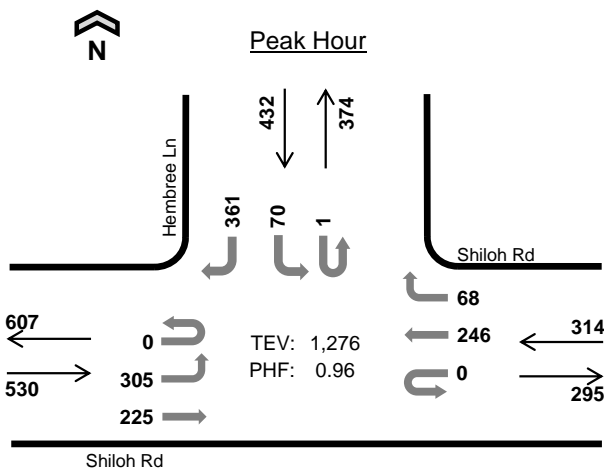 N
Peak Hour
432
374
Hembree Ln
361
70
1
Shiloh Rd
68
607
0
TEV: 1,276
246
314
530
305
PHF: 0.96
0
295
225
Shiloh Rd